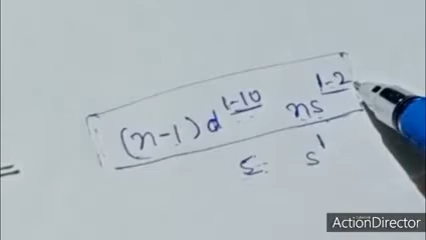 (n-1)d¹⁻¹⁰ ns¹⁻²
s¹
ActionDirector